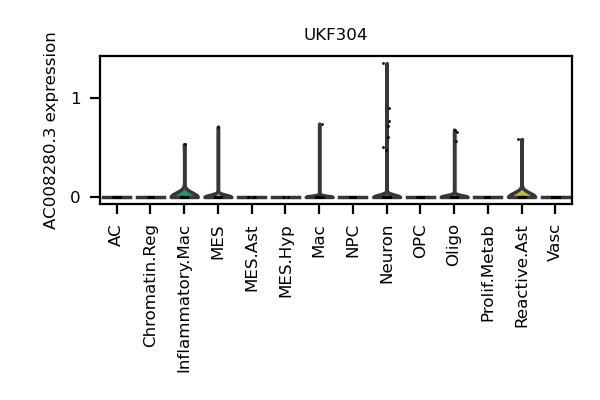 UKF304
AC008280.3 expression
1
0
AC
Chromatin.Reg
Inflammatory.Mac
MES
MES.Ast
MES.Hyp
Mac
NPC
Neuron
OPC
Oligo
Prolif.Metab
Reactive.Ast
Vasc